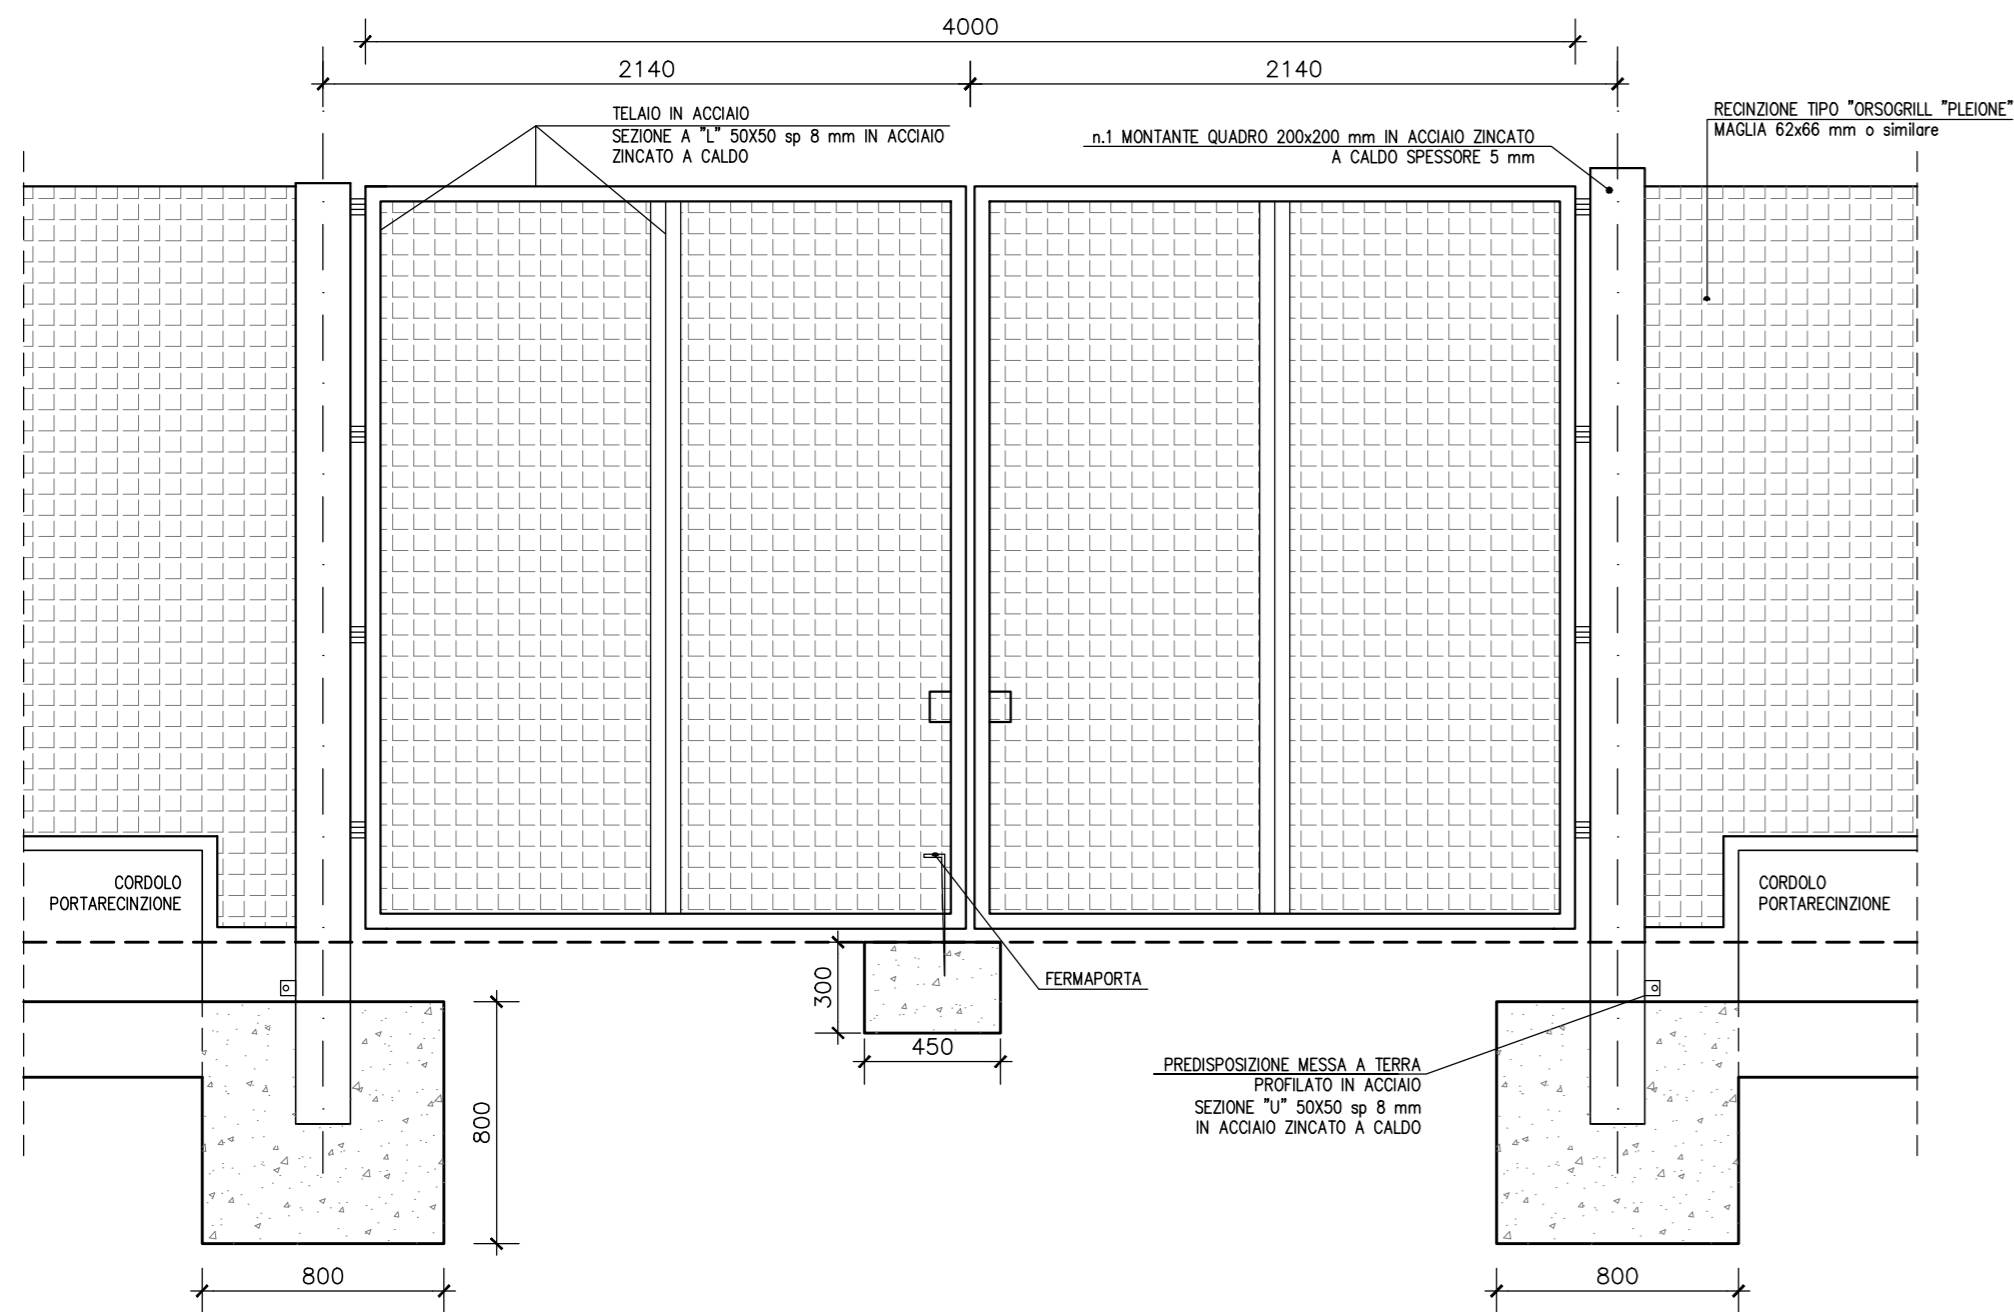 4000
2140
2140
TELAIO IN ACCIAIO
SEZIONE A "L" 50X50 sp 8 mm IN ACCIAIO
ZINCATO A CALDO
n.1 MONTANTE QUADRO 200x200 mm IN ACCIAIO ZINCATO
A CALDO SPESSORE 5 mm
RECINZIONE TIPO "ORSOGRILL "PLEIONE"
MAGLIA 62x66 mm o similare
CORDOLO
PORTARECINZIONE
CORDOLO
PORTARECINZIONE
300
450
FERMAPORTA
PREDISPOSIZIONE MESSA A TERRA
PROFILATO IN ACCIAIO
SEZIONE "U" 50X50 sp 8 mm
IN ACCIAIO ZINCATO A CALDO
800
800
800